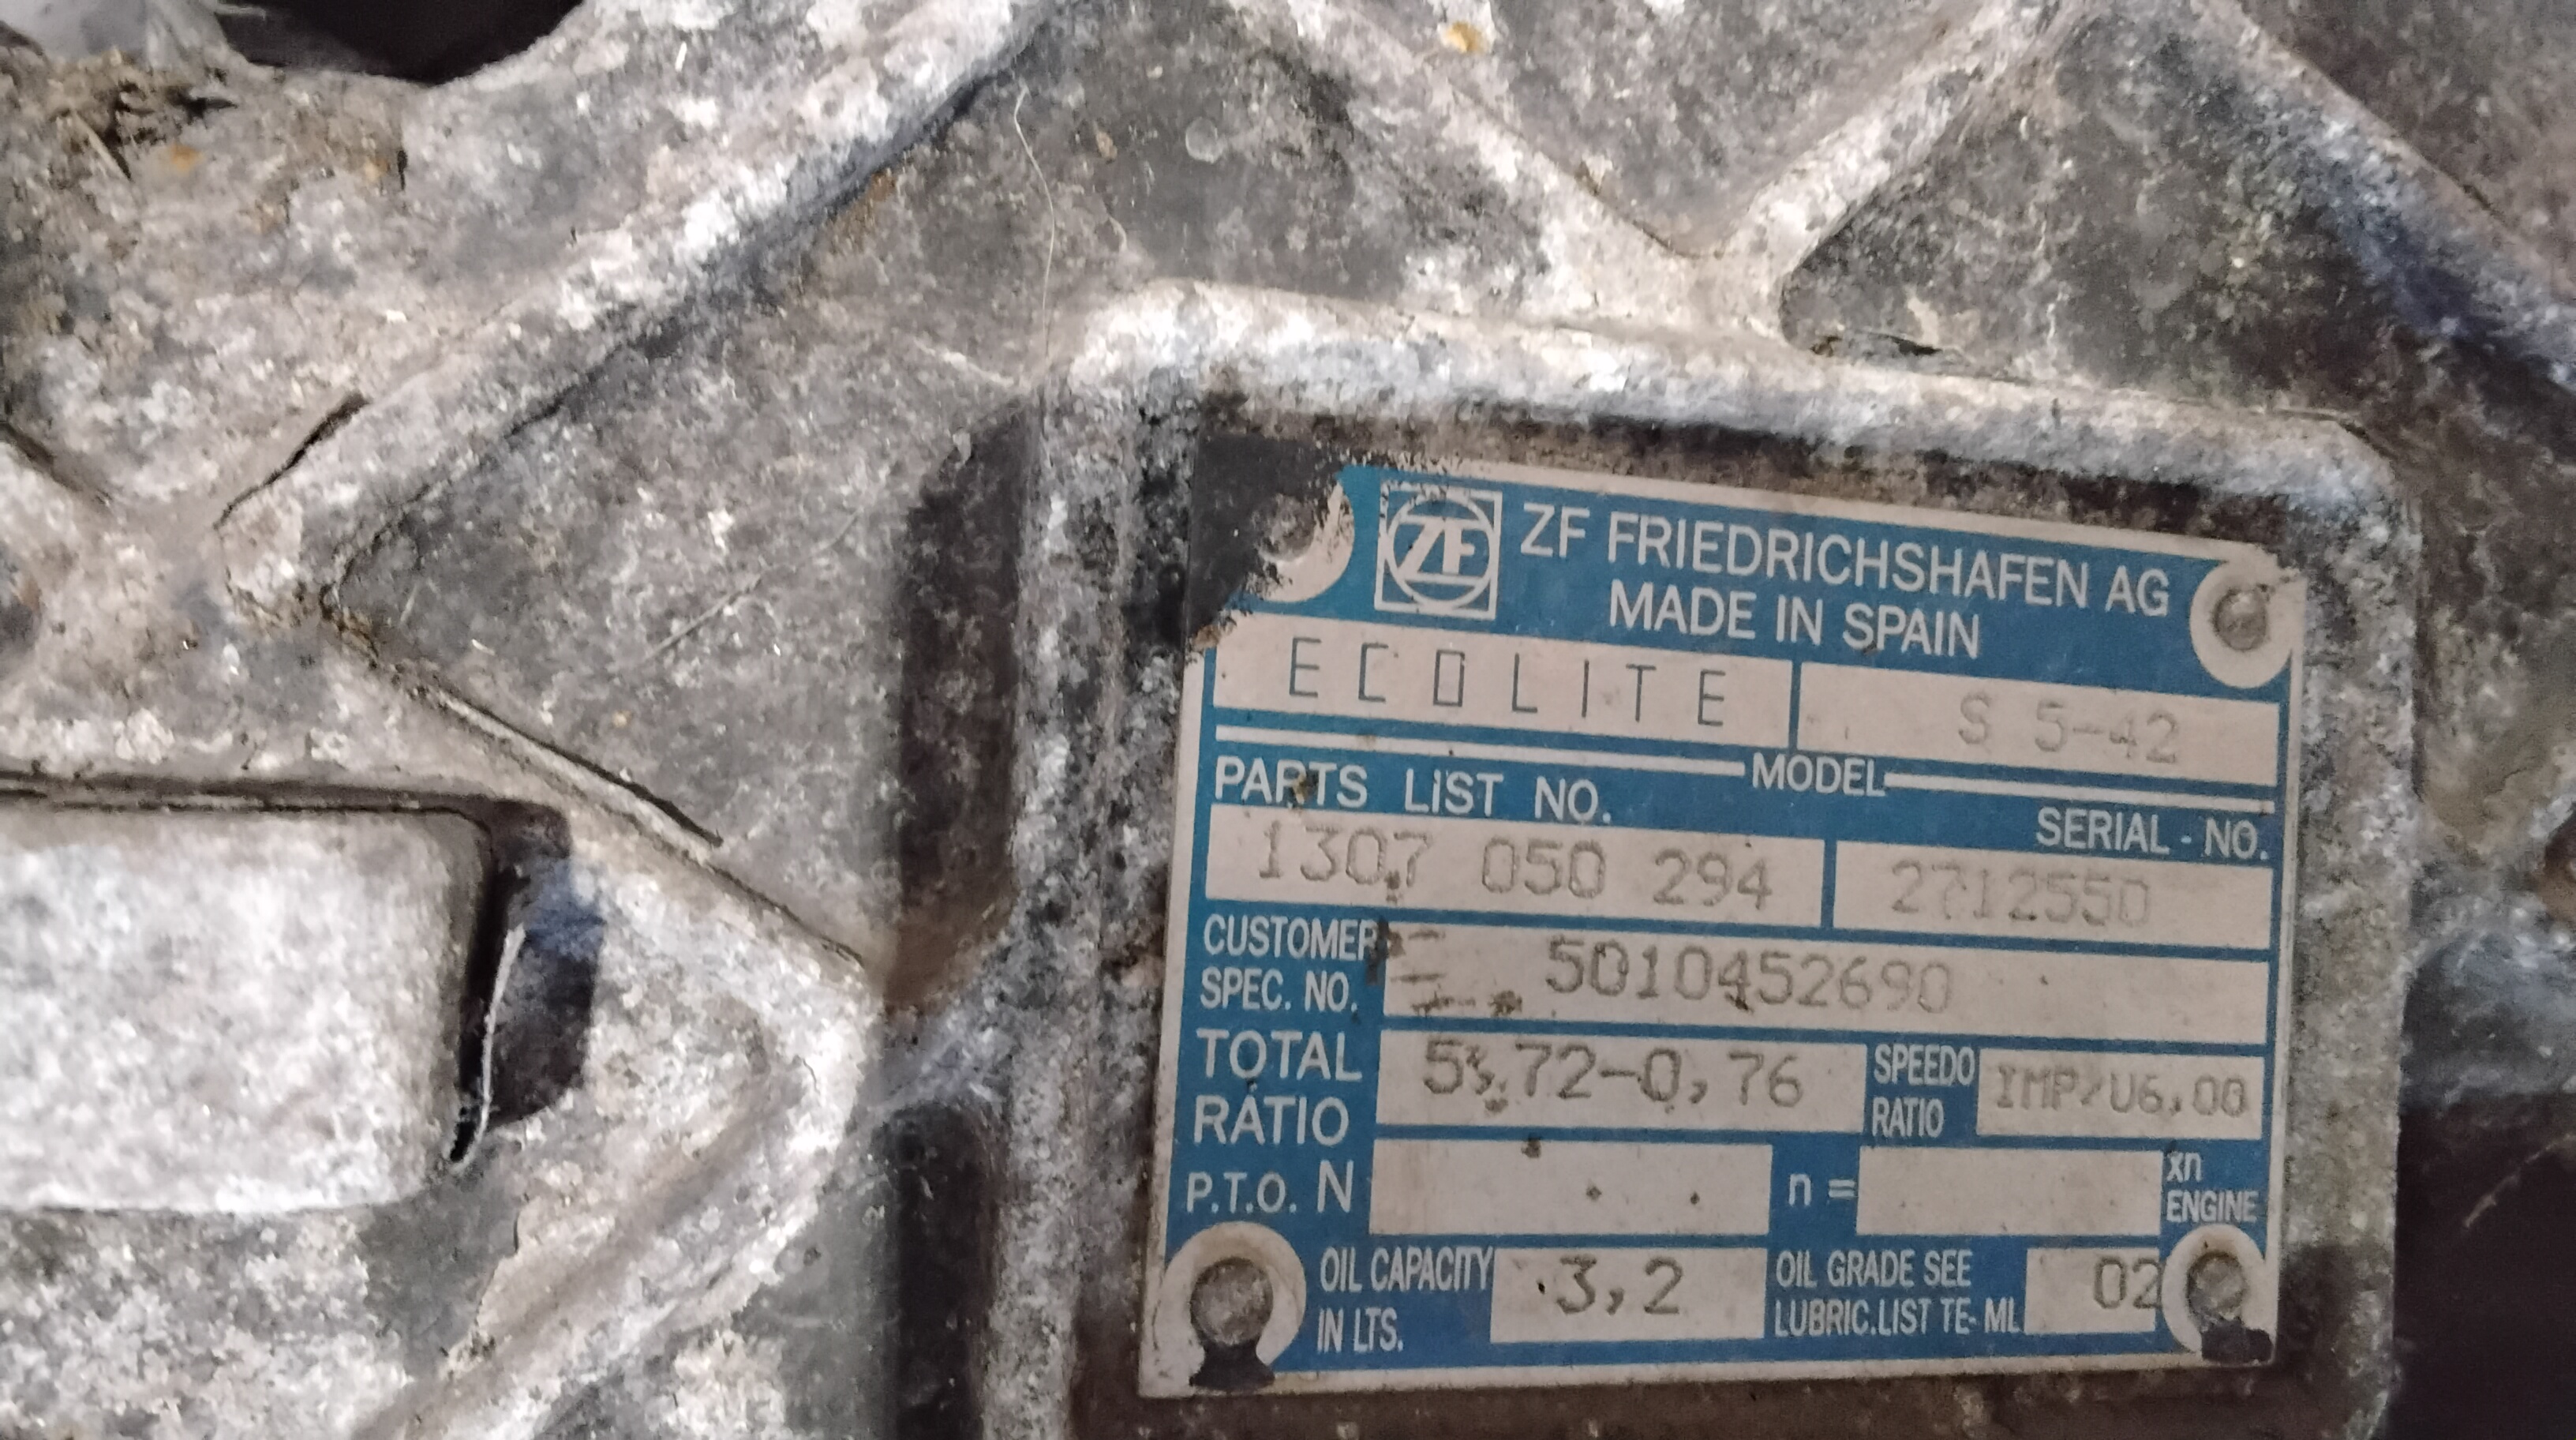 ZF ZF FRIEDRICHSHAFEN AG
MADE IN SPAIN
ECOLITE S 5-42
MODEL
PARTS LIST NO. SERIAL - NO.
1307 050 294 2712550
CUSTOMER
SPEC. NO. 5010452690
TOTAL
RATIO 5,72-0,76 SPEEDO
RATIO IMP/U6,00
P.T.O. N n = xn
ENGINE
OIL CAPACITY
IN LTS. 3,2 OIL GRADE SEE
LUBRIC.LIST TE-ML 02